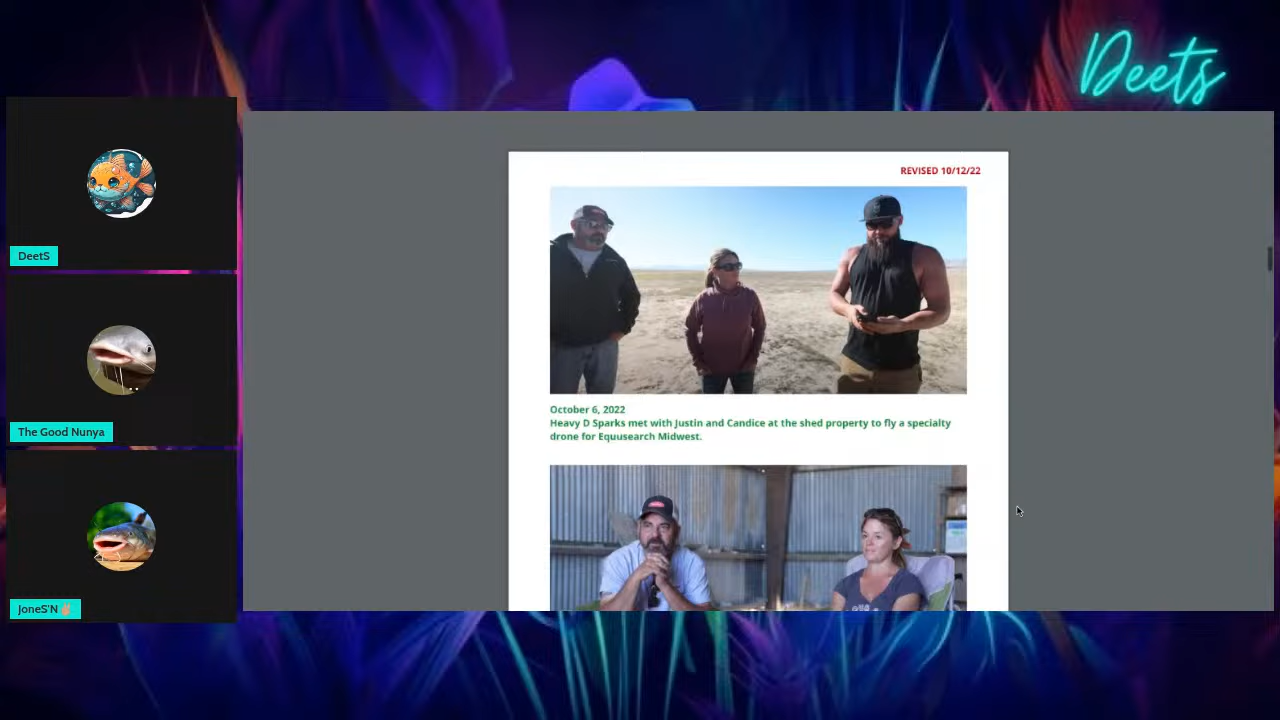 Deets
REVISED 10/12/22
DeetS
October 6, 2022
Heavy D Sparks met with Justin and Candice at the shed property to fly a specialty
drone for Equusearch Midwest.
The Good Nunya
JoneS'N ✌🏼